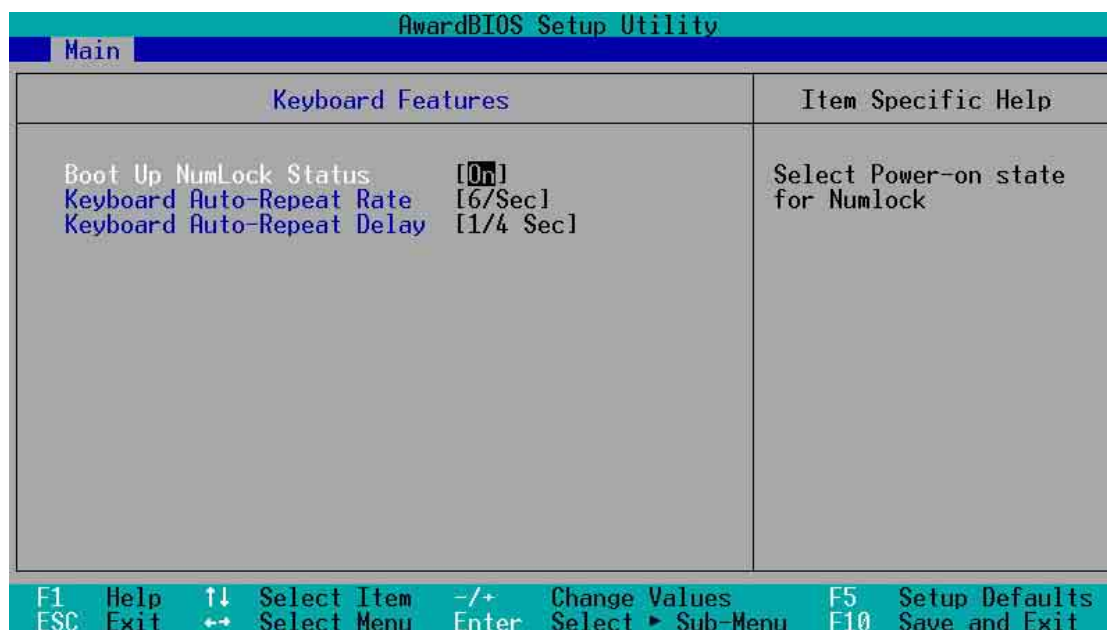 AwardBIOS Setup Utility
Main
Keyboard Features
Item Specific Help
Boot Up NumLock Status [On]
Keyboard Auto-Repeat Rate [6/Sec]
Keyboard Auto-Repeat Delay [1/4 Sec]
Select Power-on state
for Numlock
F1 Help ↑↓ Select Item -/+ Change Values F5 Setup Defaults
ESC Exit ←→ Select Menu Enter Select ► Sub-Menu F10 Save and Exit